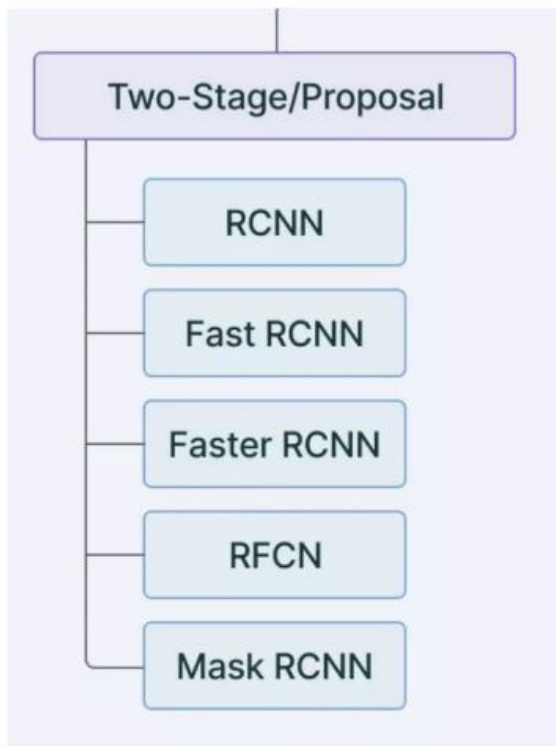 Two-Stage/Proposal
RCNN
Fast RCNN
Faster RCNN
RFCN
Mask RCNN